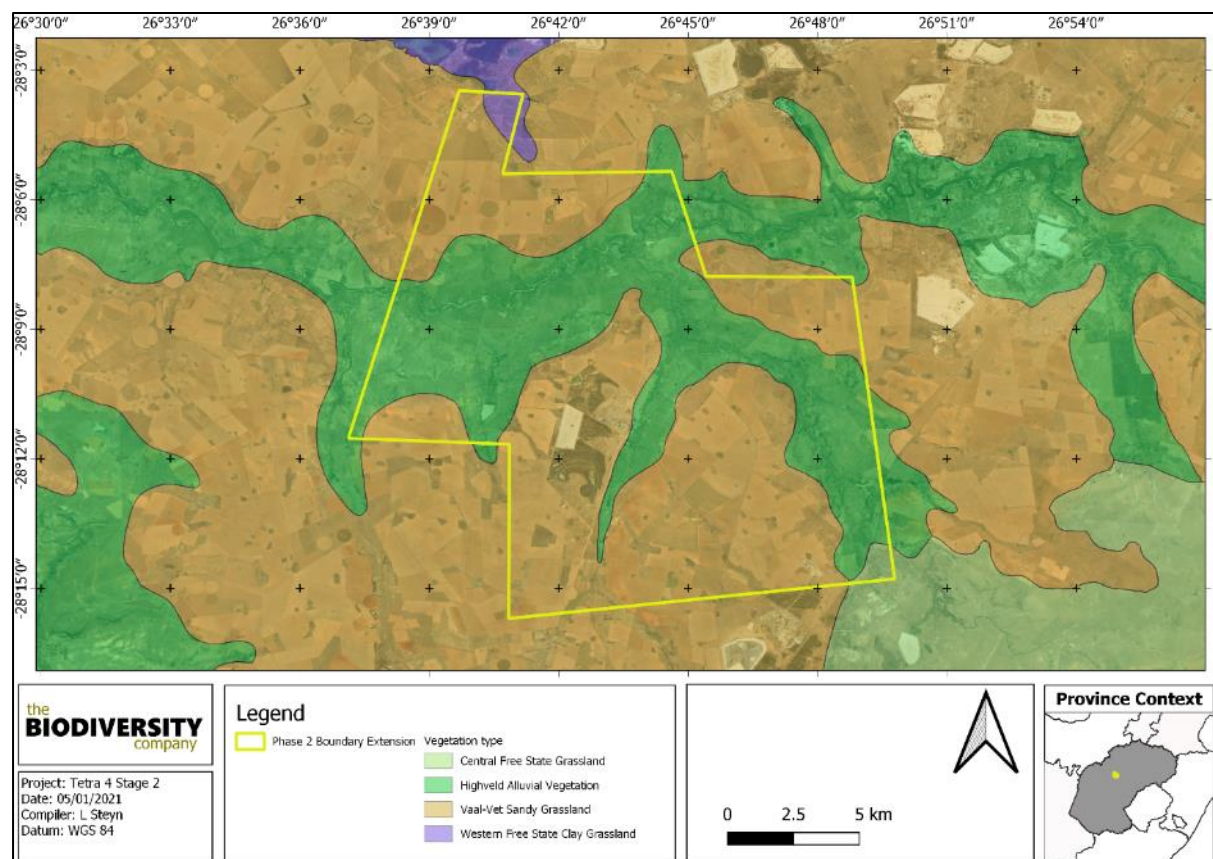 26°30'0" 26°33'0" 26°36'0" 26°39'0" 26°42'0" 26°45'0" 26°48'0" 26°51'0" 26°54'0"
-28°3'0"
-28°6'0"
-28°9'0"
-28°12'0"
-28°15'0"
the
BIODIVERSITY
company
Project: Tetra 4 Stage 2
Date: 05/01/2021
Compiler: L Steyn
Datum: WGS 84
Legend
Phase 2 Boundary Extension
Vegetation type
Central Free State Grassland
Highveld Alluvial Vegetation
Vaal-Vet Sandy Grassland
Western Free State Clay Grassland
0 2.5 5 km
Province Context